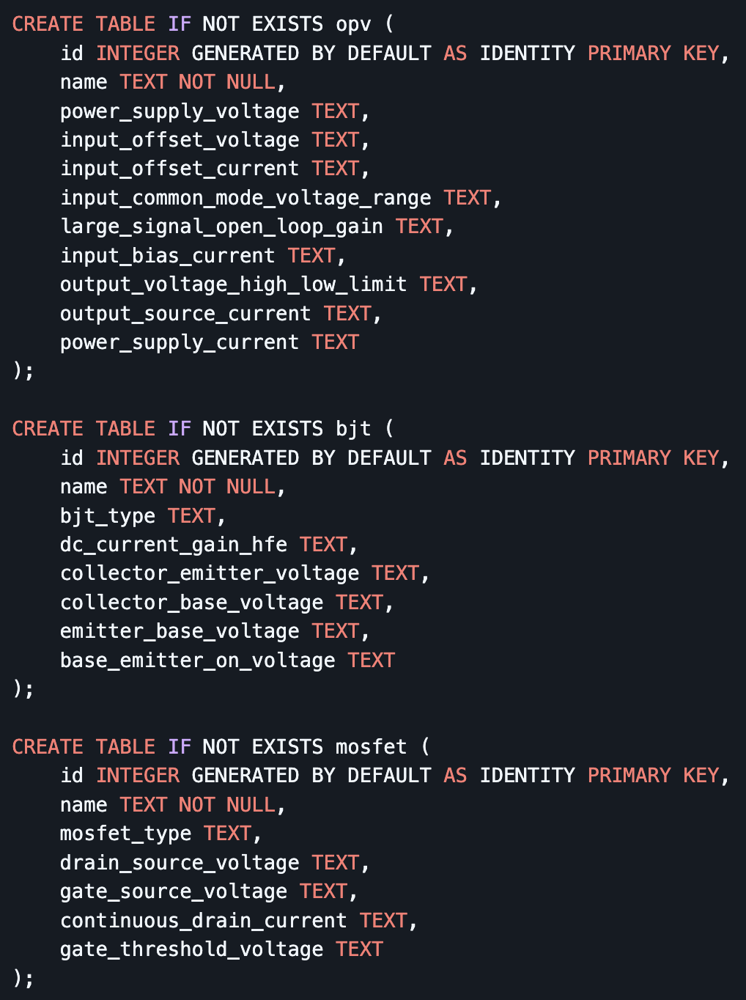 CREATE TABLE IF NOT EXISTS opv (
    id INTEGER GENERATED BY DEFAULT AS IDENTITY PRIMARY KEY,
    name TEXT NOT NULL,
    power_supply_voltage TEXT,
    input_offset_voltage TEXT,
    input_offset_current TEXT,
    input_common_mode_voltage_range TEXT,
    large_signal_open_loop_gain TEXT,
    input_bias_current TEXT,
    output_voltage_high_low_limit TEXT,
    output_source_current TEXT,
    power_supply_current TEXT
);

CREATE TABLE IF NOT EXISTS bjt (
    id INTEGER GENERATED BY DEFAULT AS IDENTITY PRIMARY KEY,
    name TEXT NOT NULL,
    bjt_type TEXT,
    dc_current_gain_hfe TEXT,
    collector_emitter_voltage TEXT,
    collector_base_voltage TEXT,
    emitter_base_voltage TEXT,
    base_emitter_on_voltage TEXT
);

CREATE TABLE IF NOT EXISTS mosfet (
    id INTEGER GENERATED BY DEFAULT AS IDENTITY PRIMARY KEY,
    name TEXT NOT NULL,
    mosfet_type TEXT,
    drain_source_voltage TEXT,
    gate_source_voltage TEXT,
    continuous_drain_current TEXT,
    gate_threshold_voltage TEXT
);